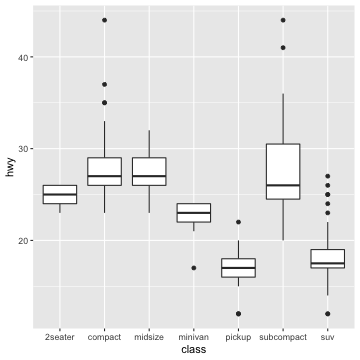 hwy
40
30
20
2seater compact midsize minivan pickup subcompact suv
class